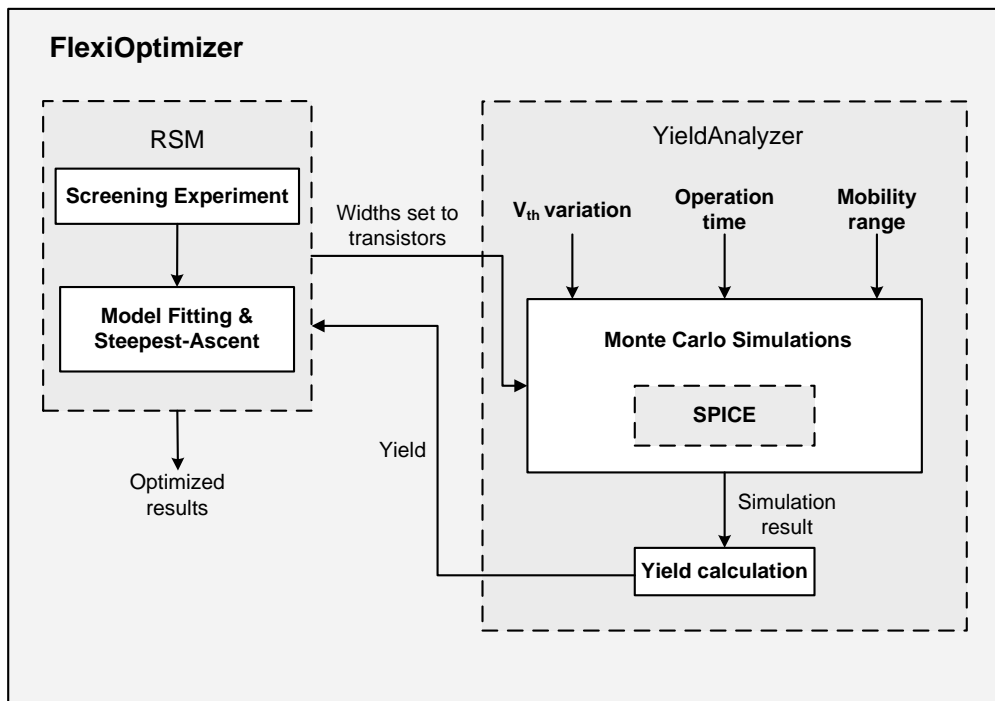 FlexiOptimizer
RSM
Screening Experiment
Model Fitting &
Steepest-Ascent
Optimized
results
Widths set to
transistors
Yield
YieldAnalyzer
Vth variation
Operation
time
Mobility
range
Monte Carlo Simulations
SPICE
Simulation
result
Yield calculation